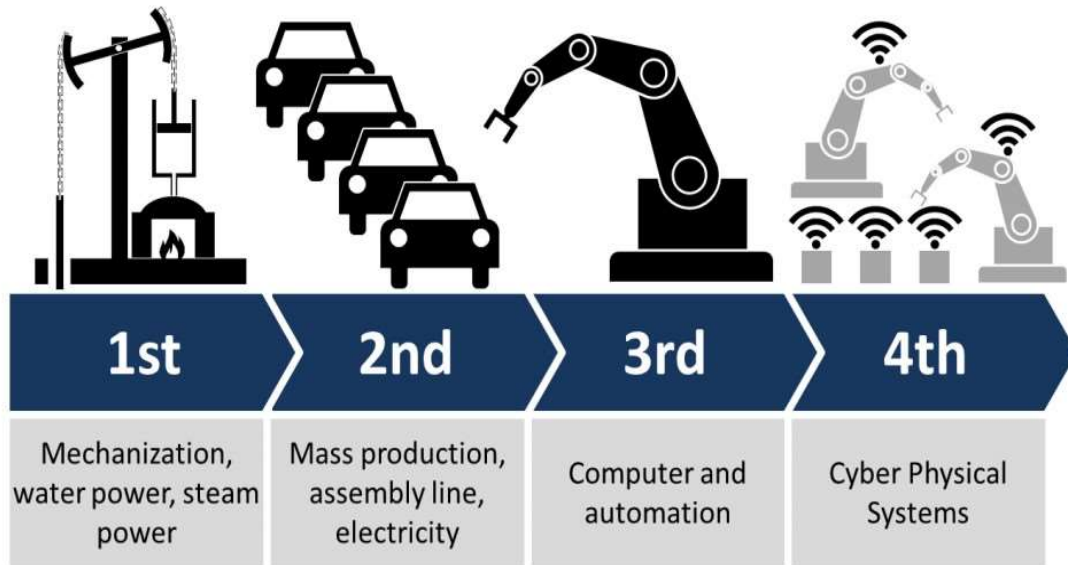 1st
2nd
3rd
4th
Mechanization,
water power, steam
power
Mass production,
assembly line,
electricity
Computer and
automation
Cyber Physical
Systems